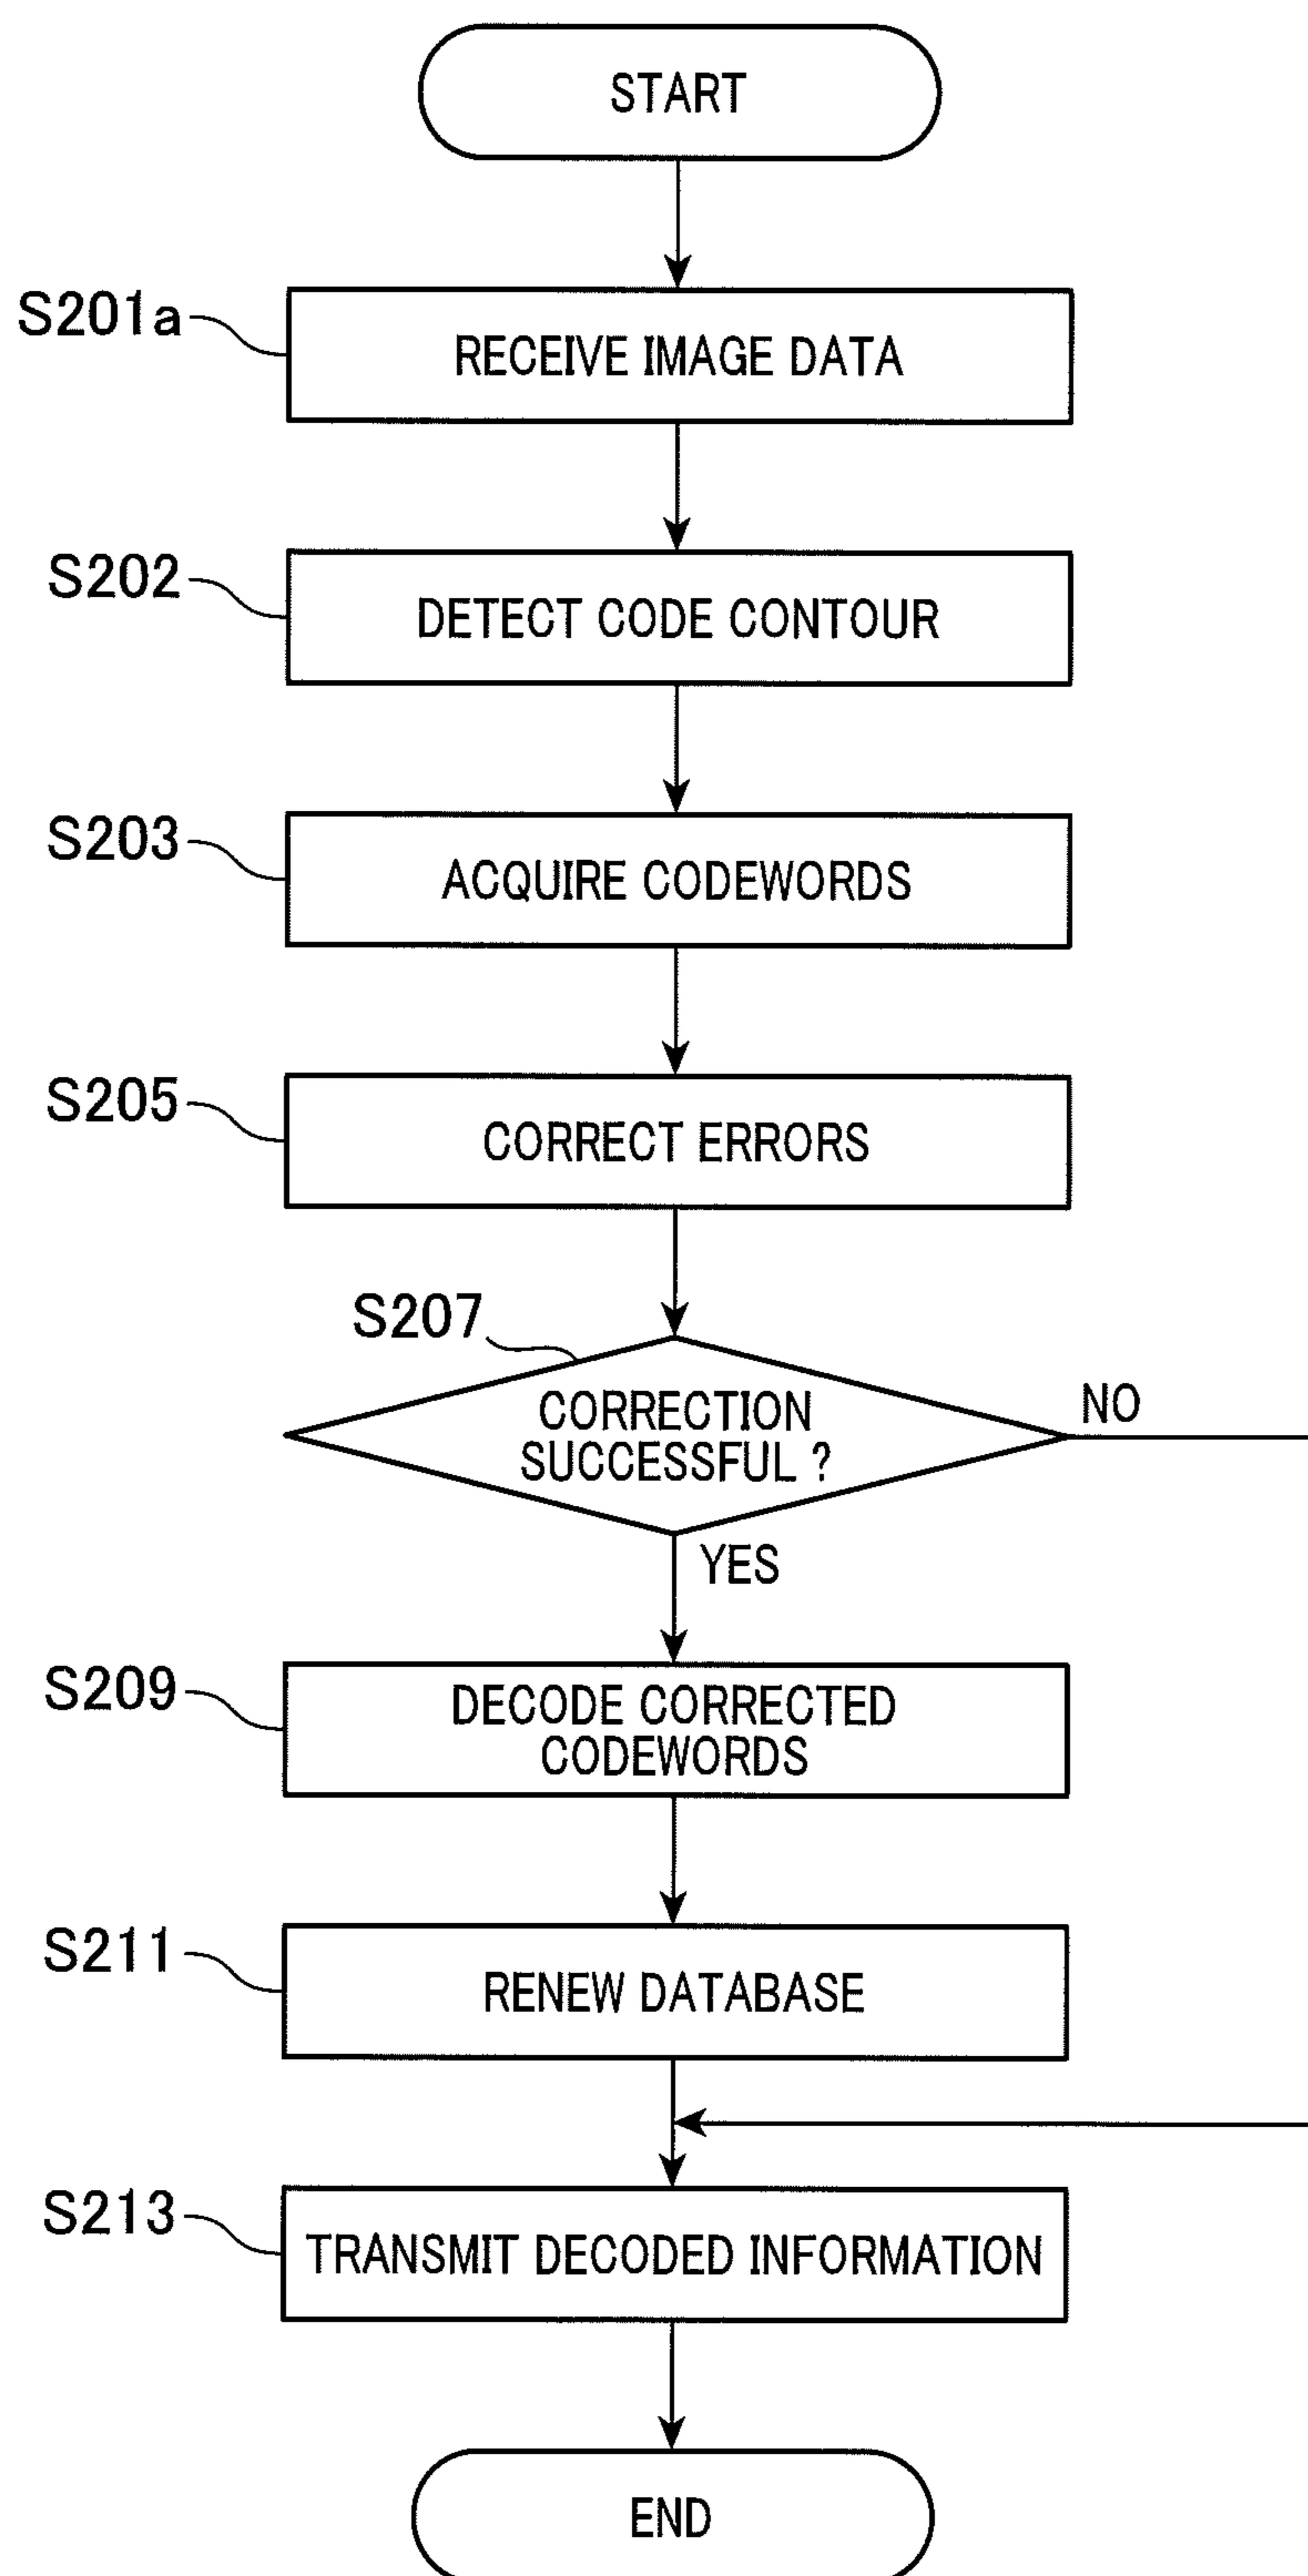 START
S201a
RECEIVE IMAGE DATA
S202
DETECT CODE CONTOUR
S203
ACQUIRE CODEWORDS
S205
CORRECT ERRORS
S207
CORRECTION
SUCCESSFUL ?
NO
YES
S209
DECODE CORRECTED
CODEWORDS
S211
RENEW DATABASE
S213
TRANSMIT DECODED INFORMATION
END